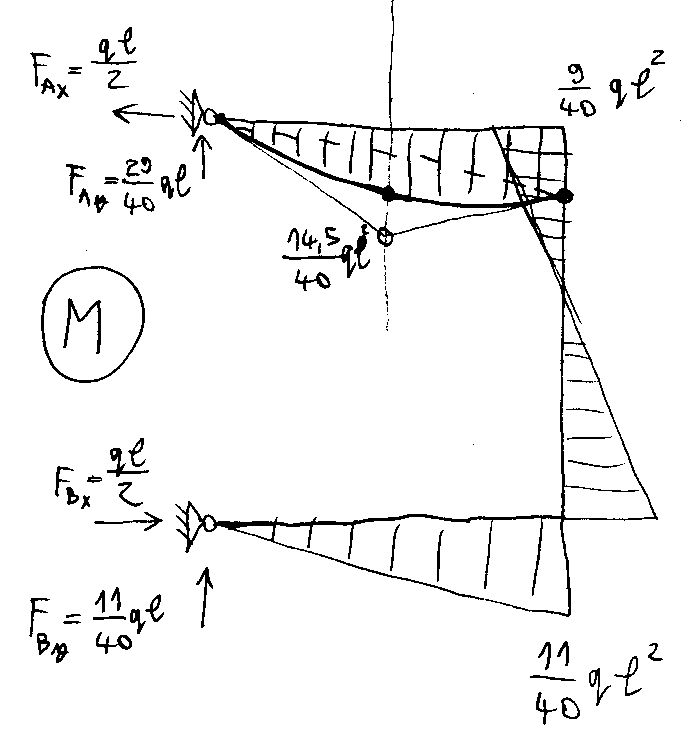 F_Ax = ql/2
9/40 ql²
F_Ay = 29/40 ql
14,5/40 ql²
M
F_Bx = ql/2
F_By = 11/40 ql
11/40 ql²